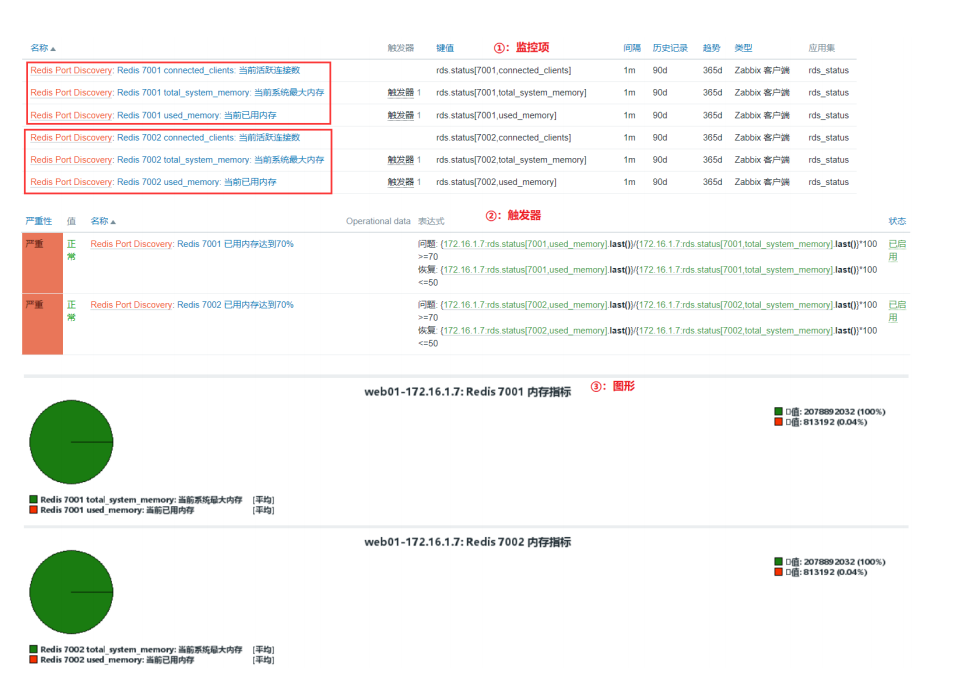 名称 触发器 键值 ①：监控项 间隔 历史记录 趋势 类型 应用集
Redis Port Discovery: Redis 7001 connected_clients: 当前活跃连接数 rds.status[7001,connected_clients] 1m 90d 365d Zabbix 客户端 rds_status
Redis Port Discovery: Redis 7001 total_system_memory: 当前系统最大内存 触发器 1 rds.status[7001,total_system_memory] 1m 90d 365d Zabbix 客户端 rds_status
Redis Port Discovery: Redis 7001 used_memory: 当前已用内存 触发器 1 rds.status[7001,used_memory] 1m 90d 365d Zabbix 客户端 rds_status
Redis Port Discovery: Redis 7002 connected_clients: 当前活跃连接数 rds.status[7002,connected_clients] 1m 90d 365d Zabbix 客户端 rds_status
Redis Port Discovery: Redis 7002 total_system_memory: 当前系统最大内存 触发器 1 rds.status[7002,total_system_memory] 1m 90d 365d Zabbix 客户端 rds_status
Redis Port Discovery: Redis 7002 used_memory: 当前已用内存 触发器 1 rds.status[7002,used_memory] 1m 90d 365d Zabbix 客户端 rds_status
②：触发器
严重性 值 名称 Operational data 表达式 状态
严重 正常 Redis Port Discovery: Redis 7001 已用内存达到70% 问题: {172.16.1.7:rds.status[7001,used_memory].last()}/{172.16.1.7:rds.status[7001,total_system_memory].last()}*100 已启用
>=70
恢复: {172.16.1.7:rds.status[7001,used_memory].last()}/{172.16.1.7:rds.status[7001,total_system_memory].last()}*100
<=50
严重 正常 Redis Port Discovery: Redis 7002 已用内存达到70% 问题: {172.16.1.7:rds.status[7002,used_memory].last()}/{172.16.1.7:rds.status[7002,total_system_memory].last()}*100 已启用
>=70
恢复: {172.16.1.7:rds.status[7002,used_memory].last()}/{172.16.1.7:rds.status[7002,total_system_memory].last()}*100
<=50
web01-172.16.1.7: Redis 7001 内存指标 ③：图形
值: 2078892032 (100%)
值: 813192 (0.04%)
Redis 7001 total_system_memory: 当前系统最大内存 [平均]
Redis 7001 used_memory: 当前已用内存 [平均]
web01-172.16.1.7: Redis 7002 内存指标
值: 2078892032 (100%)
值: 813192 (0.04%)
Redis 7002 total_system_memory: 当前系统最大内存 [平均]
Redis 7002 used_memory: 当前已用内存 [平均]